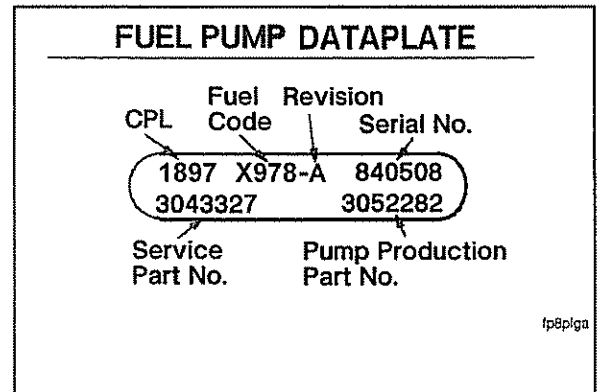 FUEL PUMP DATAPLATE
Fuel Revision
CPL Code Serial No.
1897 X978-A 840508
3043327 3052282
Service Pump Production
Part No. Part No.
fp8plga